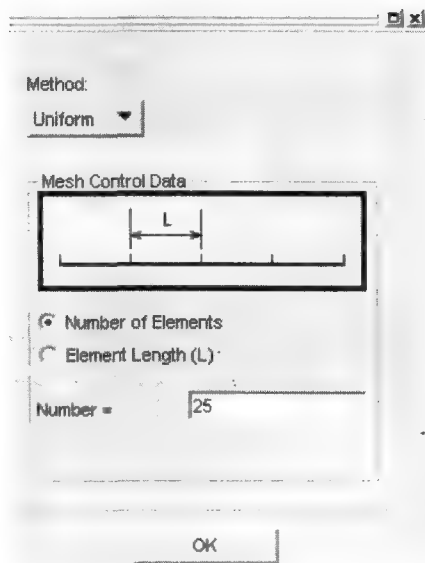 Method:
Uniform
Mesh Control Data
L
Number of Elements
Element Length (L)
Number =
25
OK